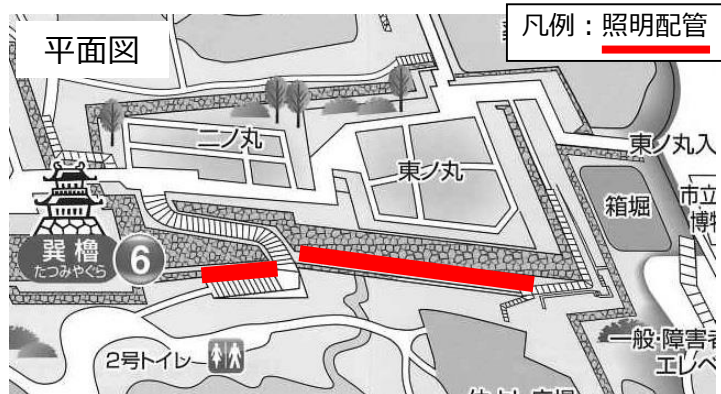 平面図
凡例：照明配管
二ノ丸
東ノ丸
東ノ丸入
箱堀
市立
博物
巽櫓
たつみやぐら
6
2号トイレ
一般・障害者
エレベ